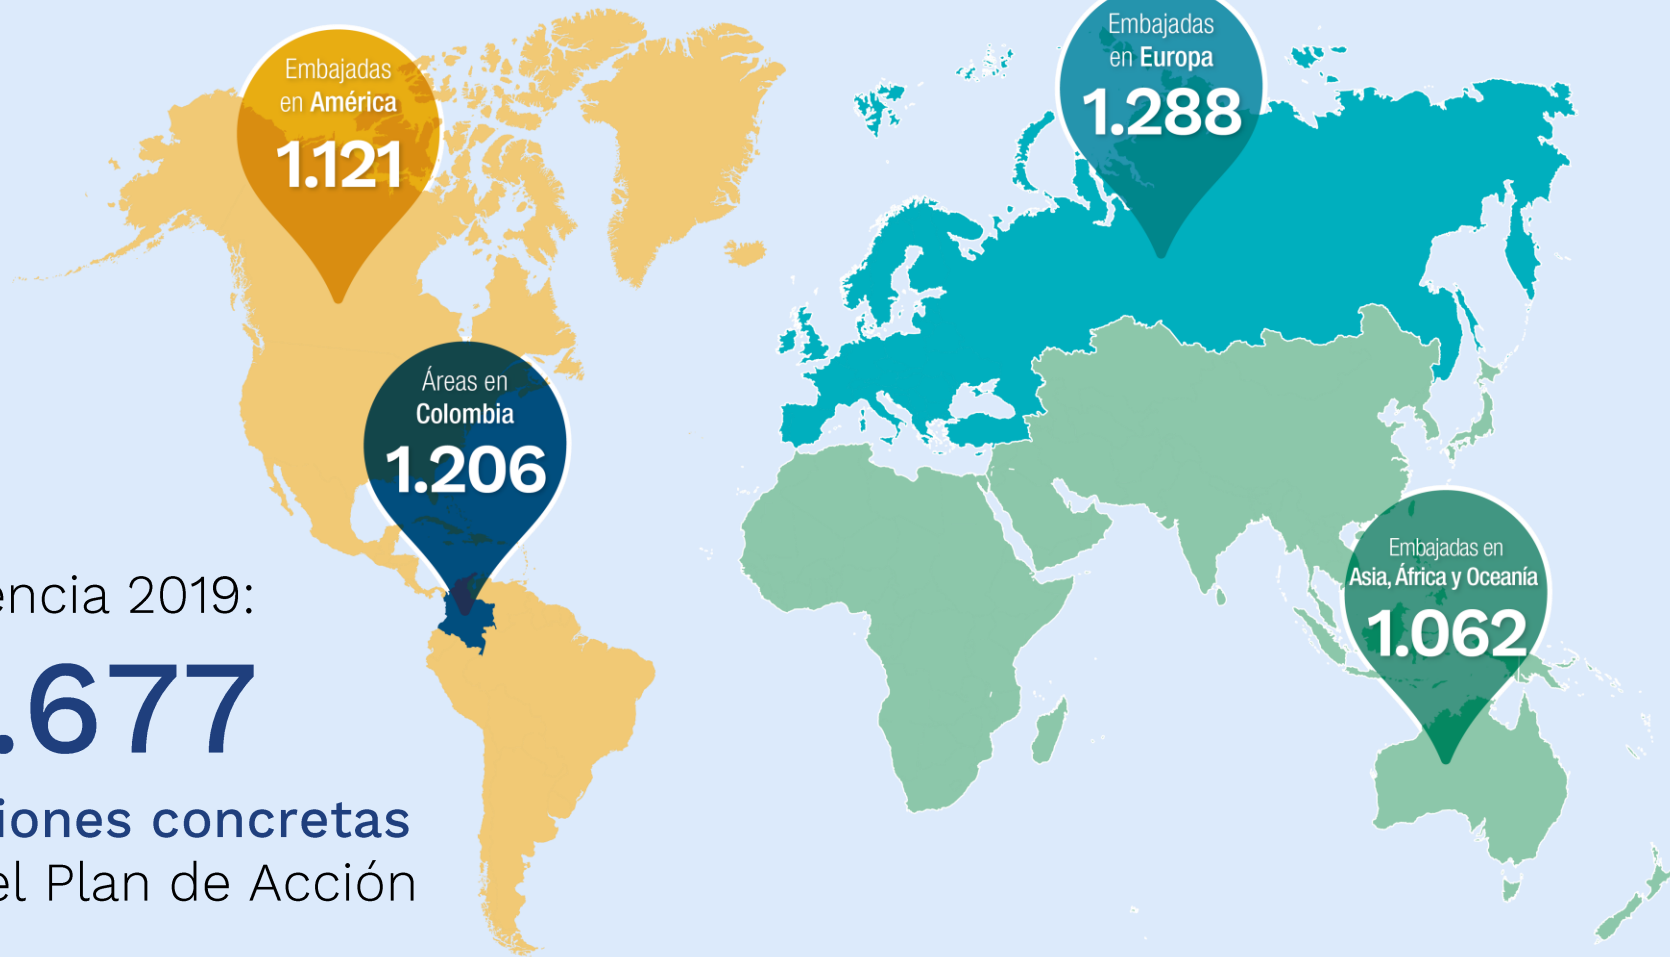 Embajadas
en América
1.121
Embajadas
en Europa
1.288
Áreas en
Colombia
1.206
Embajadas en
Asia, África y Oceanía
1.062
encia 2019:
.677
iones concretas
el Plan de Acción